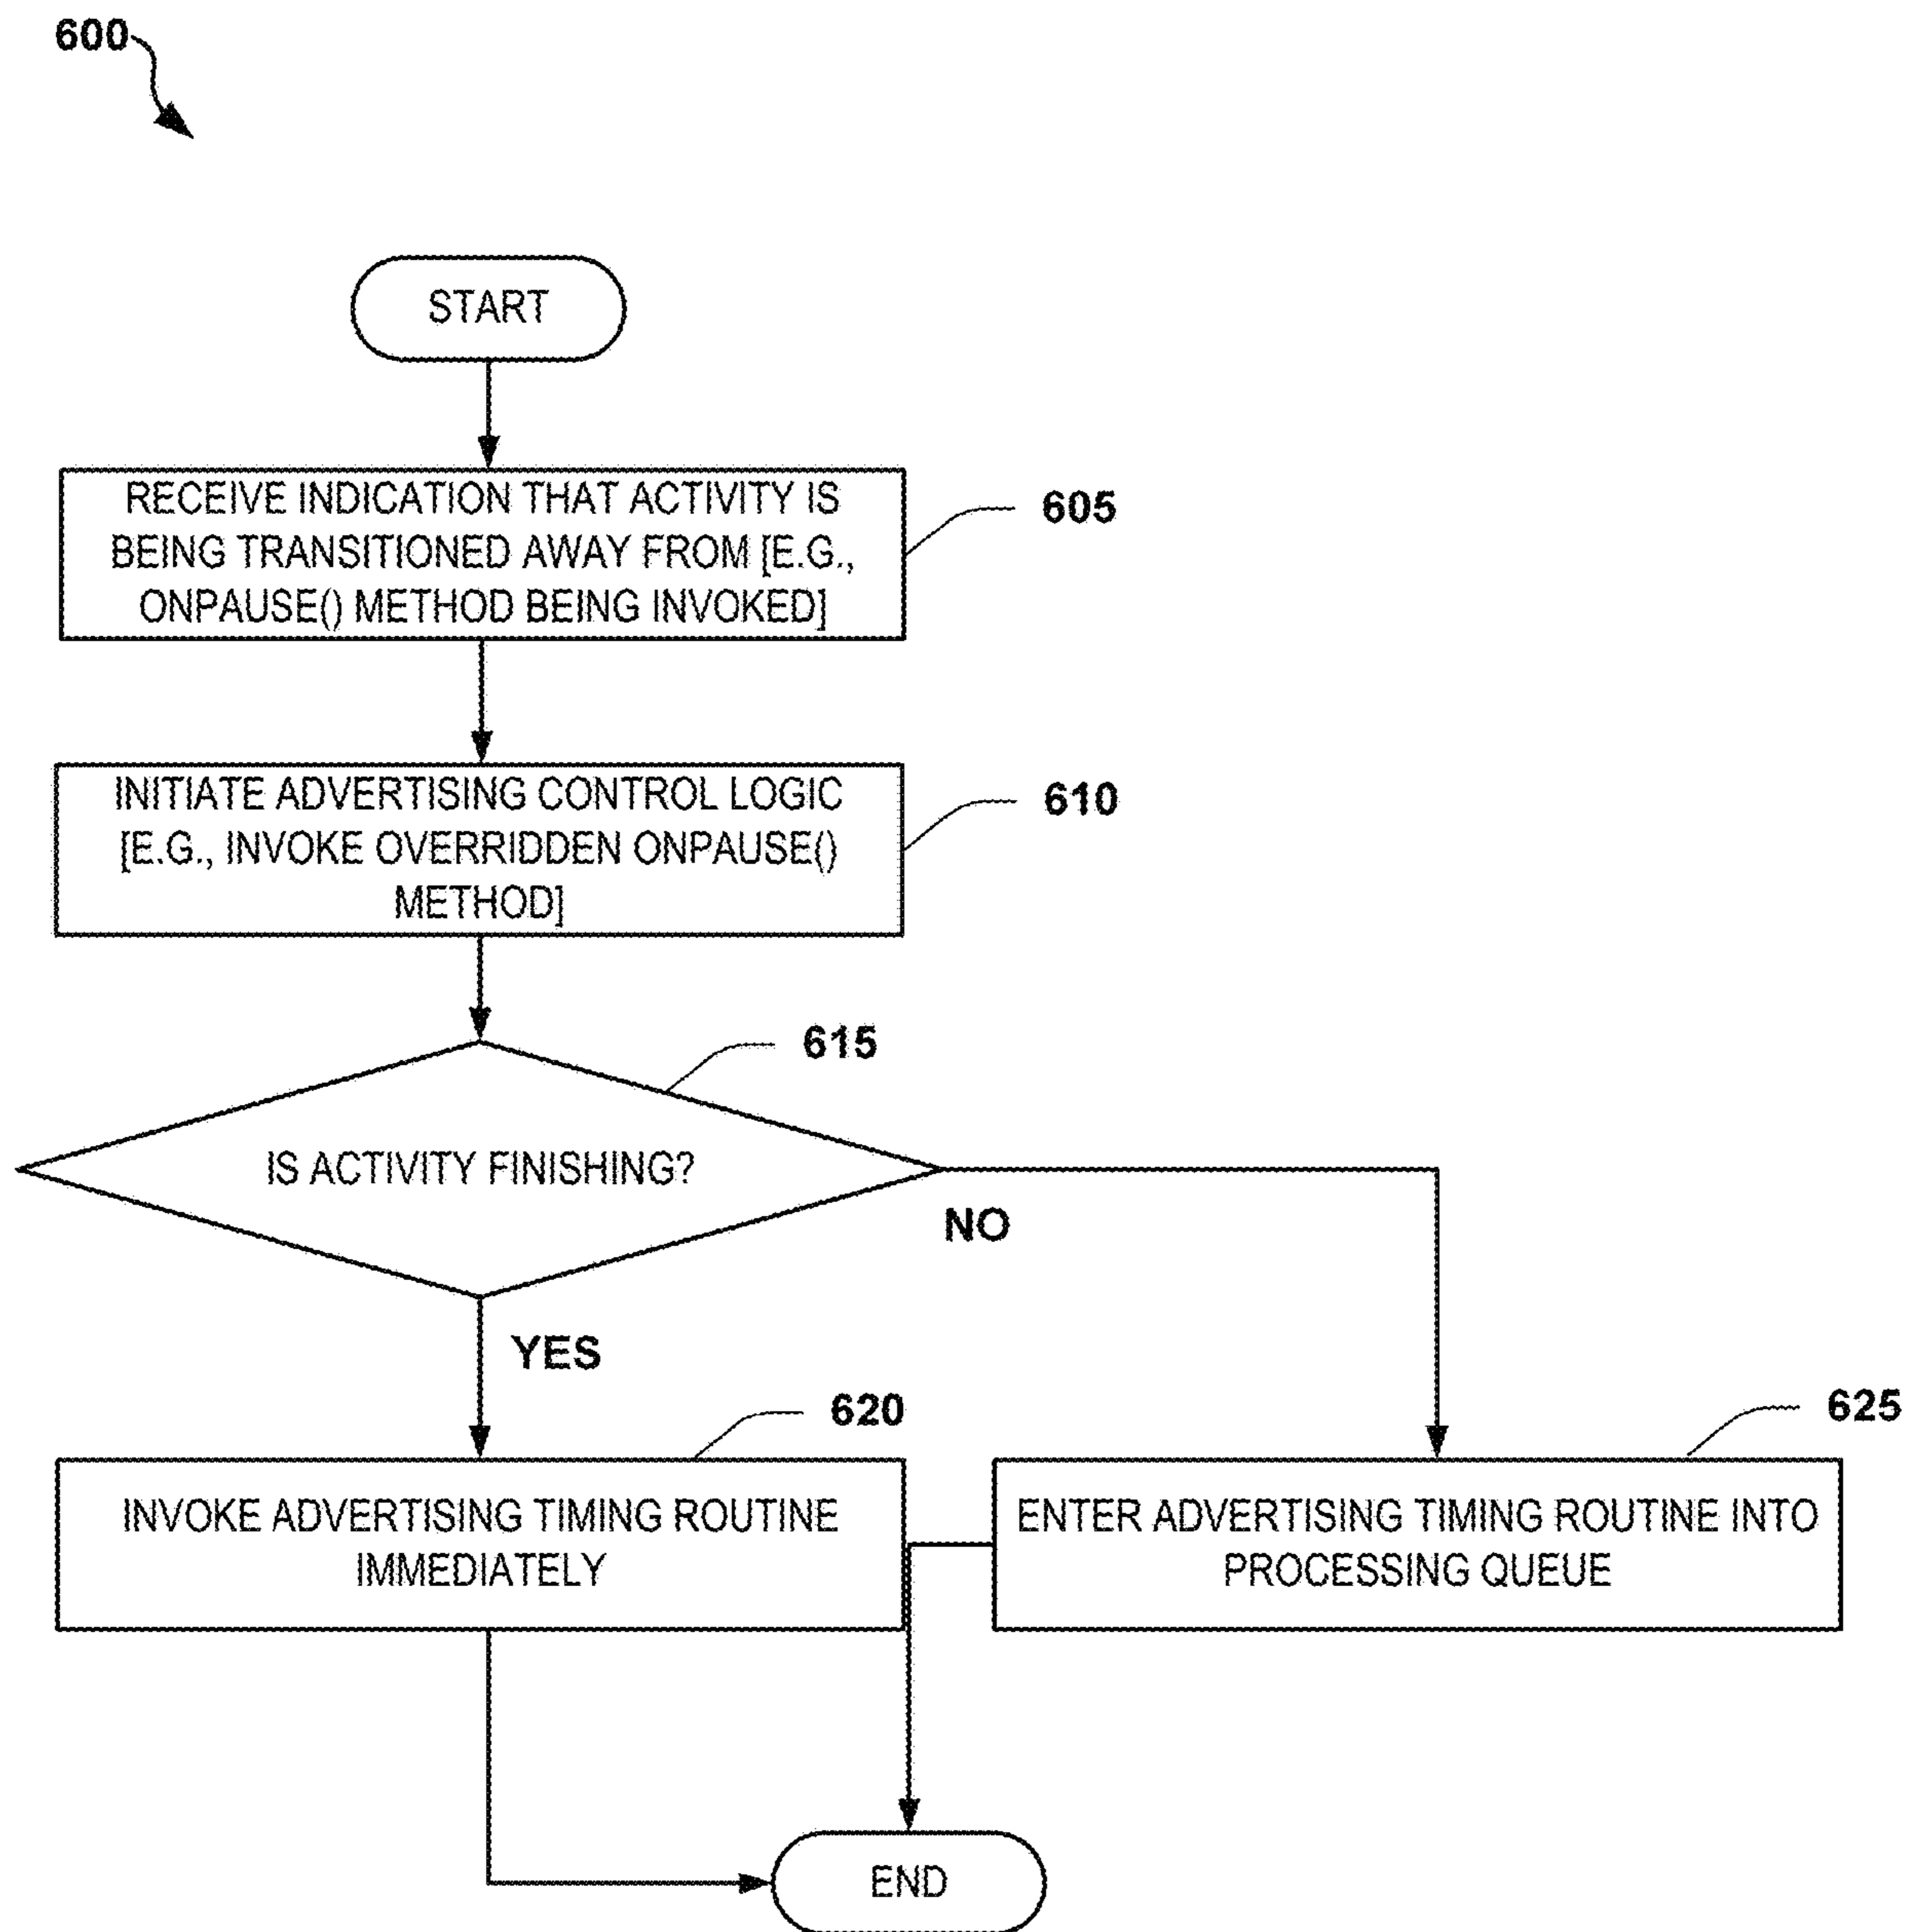 600
START
RECEIVE INDICATION THAT ACTIVITY IS
BEING TRANSITIONED AWAY FROM [E.G.,
ONPAUSE() METHOD BEING INVOKED]
605
INITIATE ADVERTISING CONTROL LOGIC
[E.G., INVOKE OVERRIDDEN ONPAUSE()
METHOD]
610
615
IS ACTIVITY FINISHING?
NO
YES
620
625
INVOKE ADVERTISING TIMING ROUTINE
IMMEDIATELY
ENTER ADVERTISING TIMING ROUTINE INTO
PROCESSING QUEUE
END